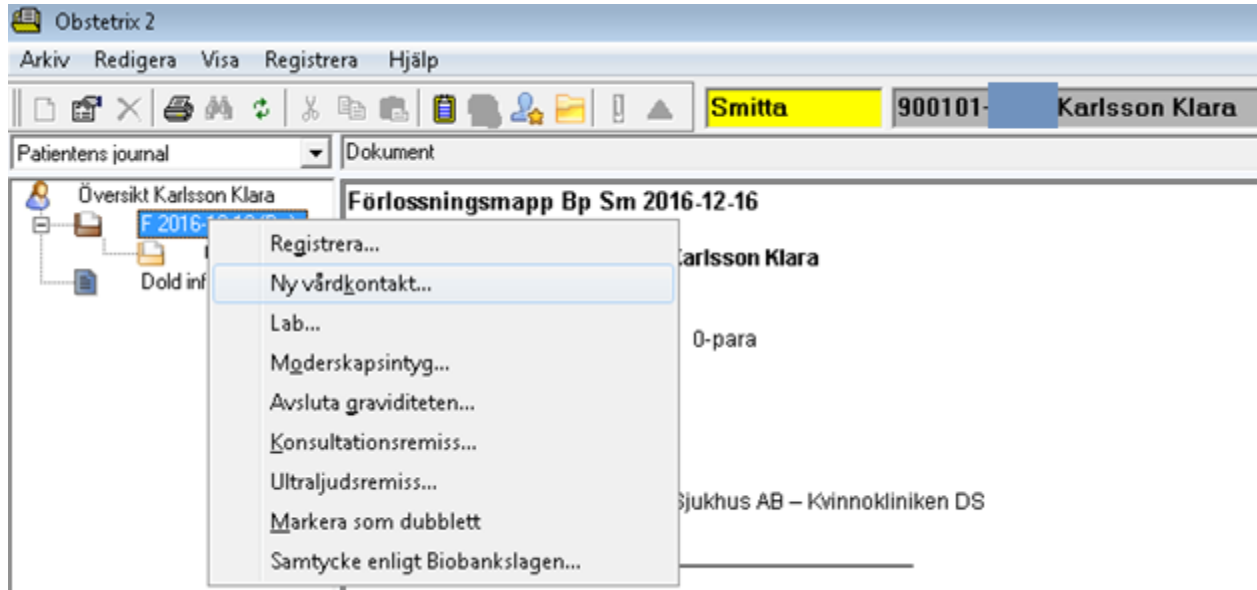 Obstetrix 2
Arkiv Redigera Visa Registrera Hjälp
Smitta 900101- Karlsson Klara
Patientens journal Dokument
Översikt Karlsson Klara
Förlossningsmapp Bp Sm 2016-12-16
F 2016-
Registrera...
Karlsson Klara
Ny vårdkontakt...
Dold inf
Lab...
0-para
Moderskapsintyg...
Avsluta graviditeten...
Konsultationsremiss...
Ultraljudsremiss...
Sjukhus AB – Kvinnokliniken DS
Markera som dubblett
Samtycke enligt Biobankslagen...